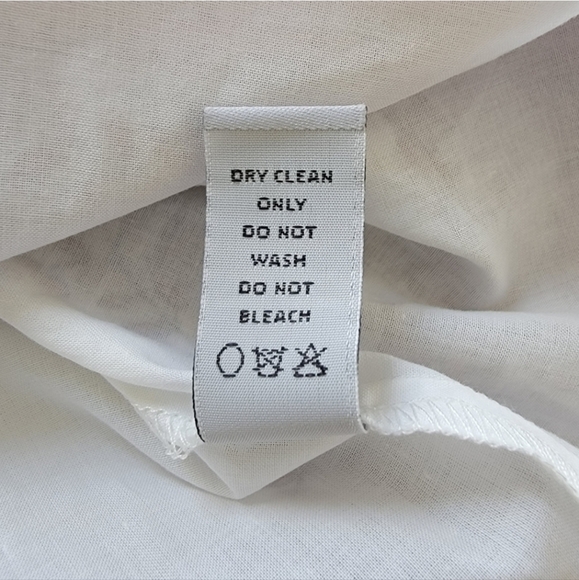 DRY CLEAN
ONLY
DO NOT
WASH
DO NOT
BLEACH